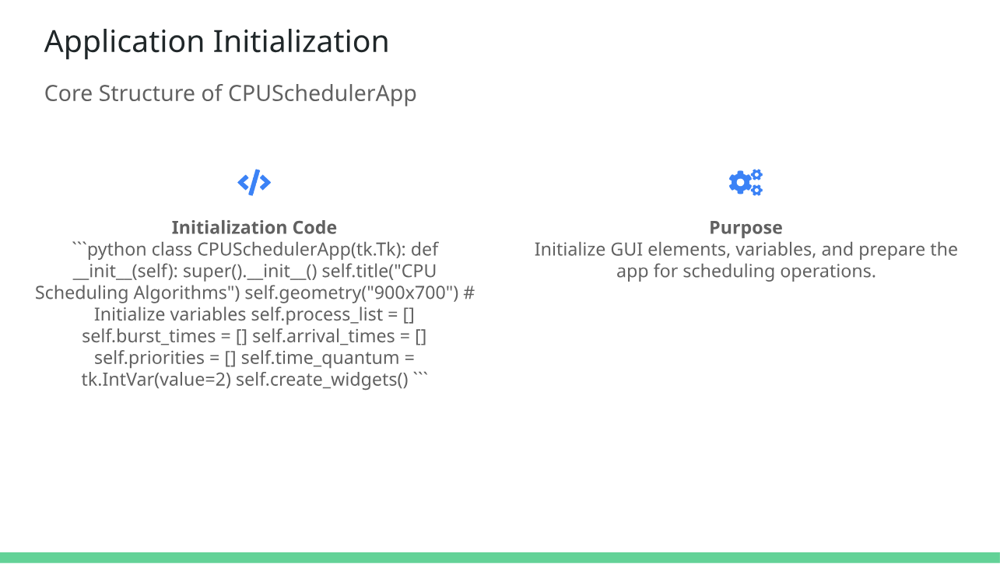 Application Initialization
Core Structure of CPUSchedulerApp
Initialization Code
```python class CPUSchedulerApp(tk.Tk): def
__init__(self): super().__init__() self.title("CPU
Scheduling Algorithms") self.geometry("900x700") #
Initialize variables self.process_list = []
self.burst_times = [] self.arrival_times = []
self.priorities = [] self.time_quantum =
tk.IntVar(value=2) self.create_widgets() ```
Purpose
Initialize GUI elements, variables, and prepare the
app for scheduling operations.